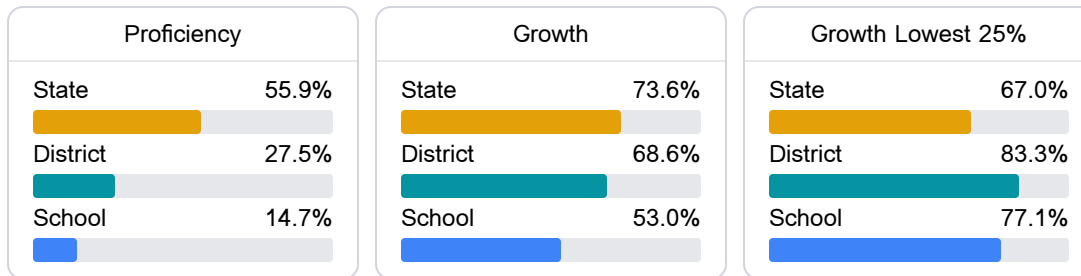 Proficiency
State 55.9%
District 27.5%
School 14.7%
Growth
State 73.6%
District 68.6%
School 53.0%
Growth Lowest 25%
State 67.0%
District 83.3%
School 77.1%